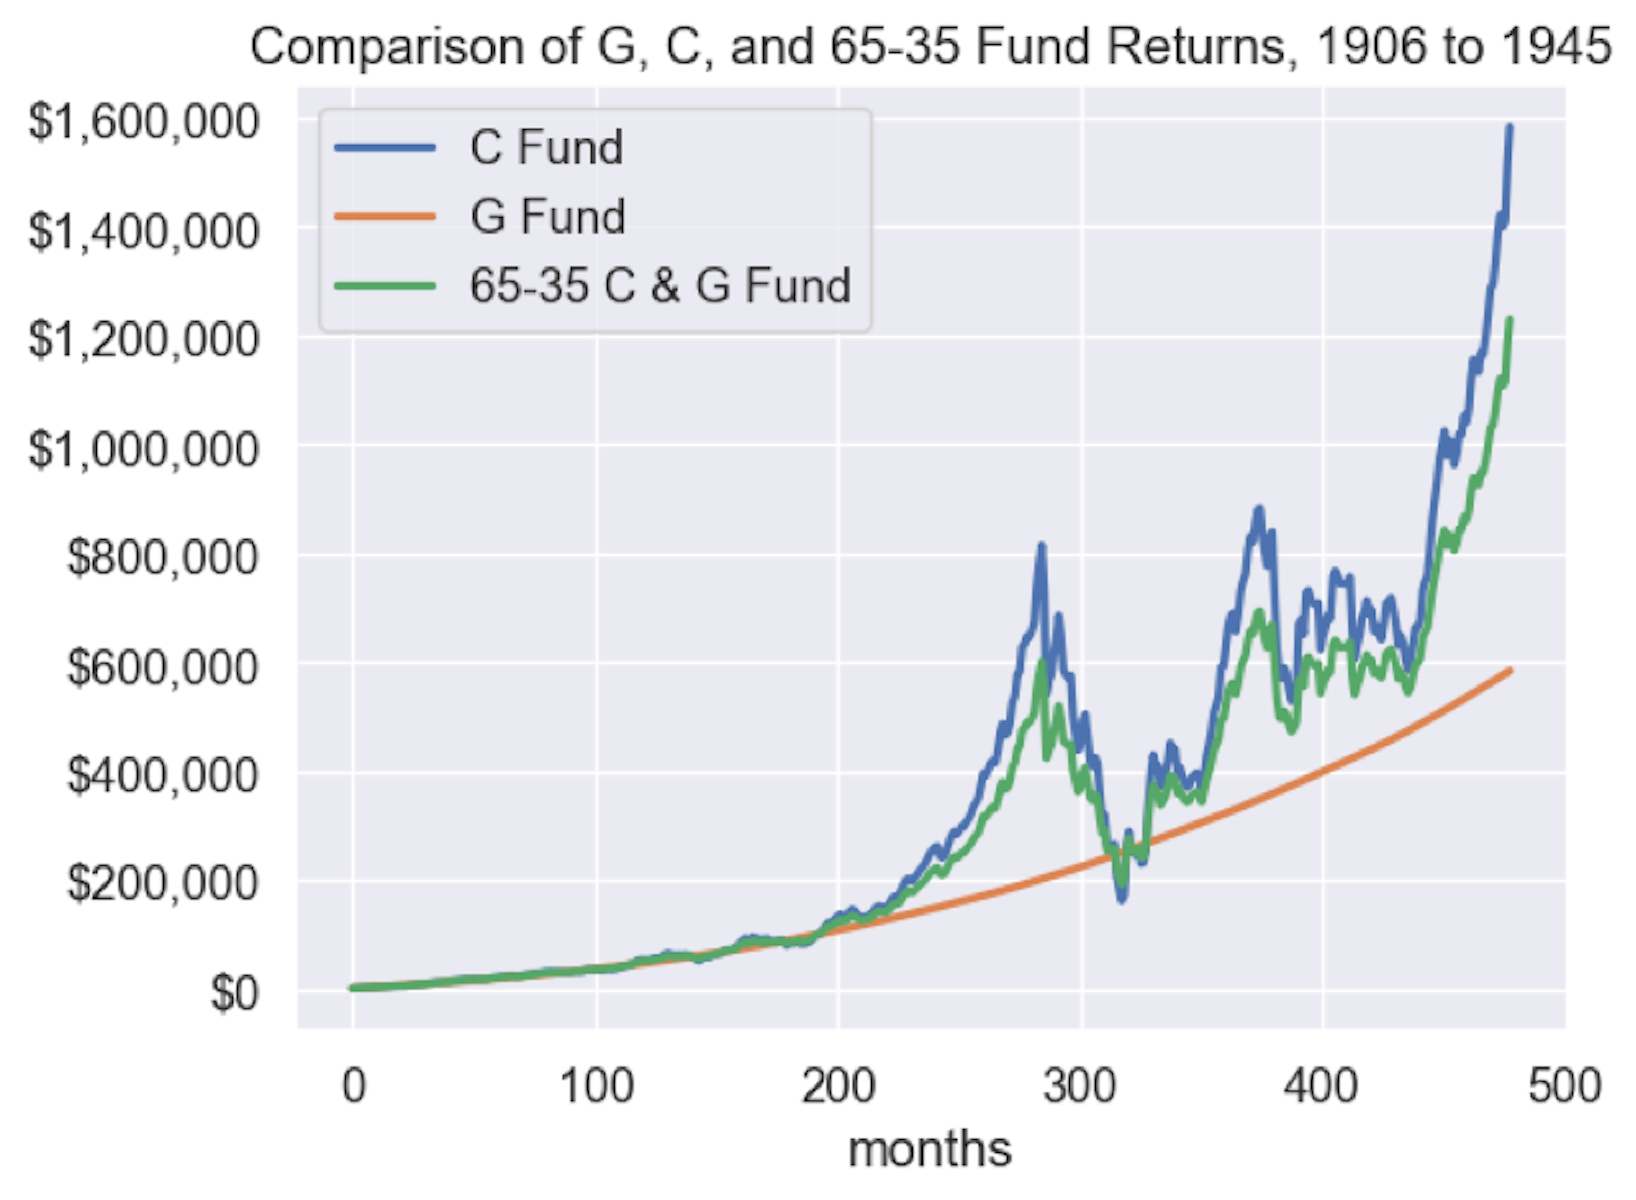 Comparison of G, C, and 65-35 Fund Returns, 1906 to 1945
$1,600,000
$1,400,000
$1,200,000
$1,000,000
$800,000
$600,000
$400,000
$200,000
$0
C Fund
G Fund
65-35 C & G Fund
0 100 200 300 400 500
months